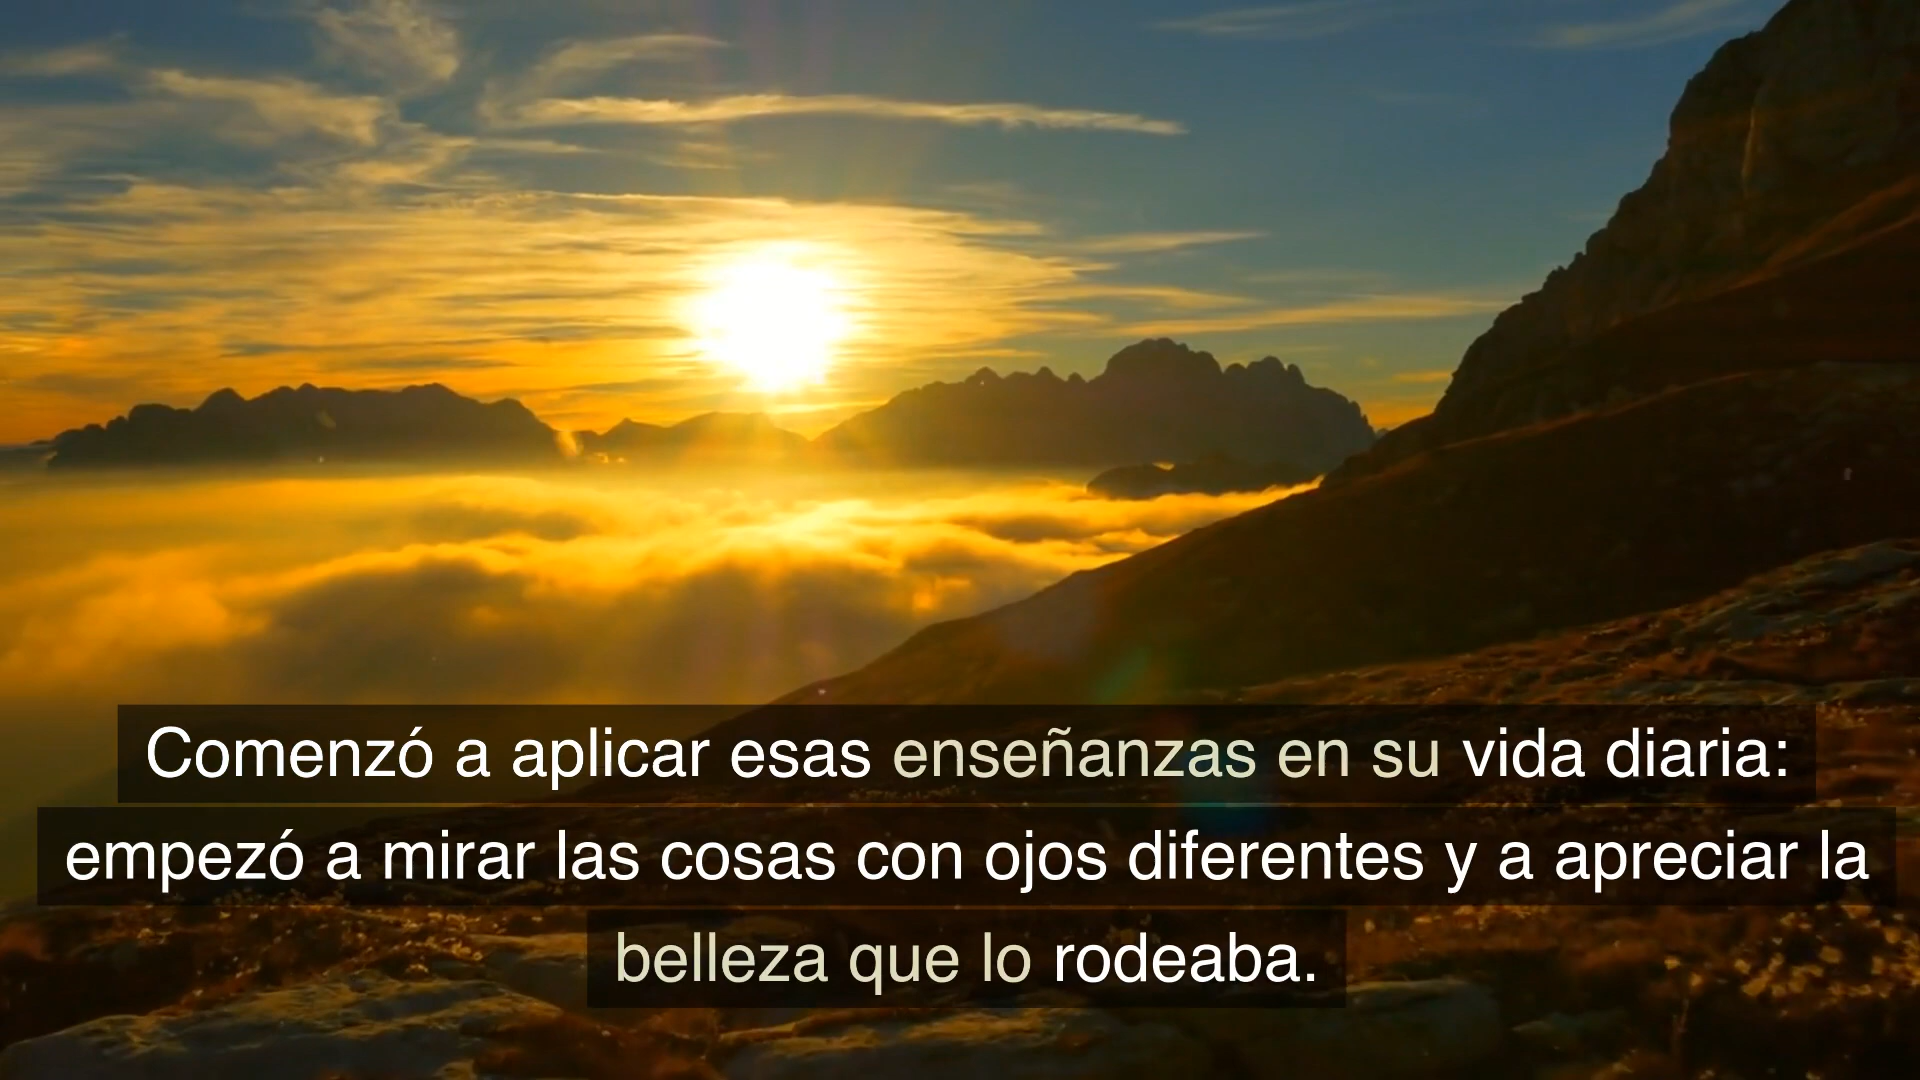 Comenzó a aplicar esas enseñanzas en su vida diaria:
empezó a mirar las cosas con ojos diferentes y a apreciar la
belleza que lo rodeaba.